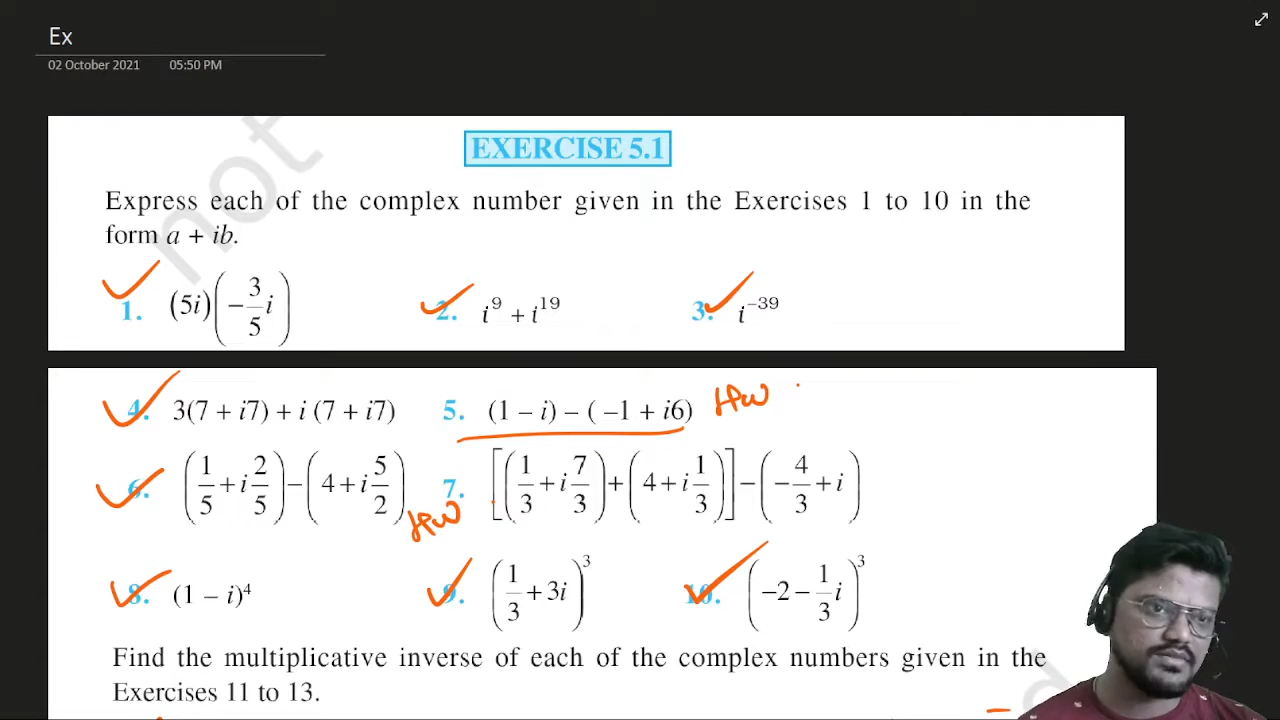 Ex
02 October 2021 05:50 PM
EXERCISE 5.1
Express each of the complex number given in the Exercises 1 to 10 in the
form a + ib.
1. (5i)(−3/5 i) 2. i⁹ + i¹⁹ 3. i⁻³⁹
4. 3(7 + i7) + i (7 + i7) 5. (1 – i) – ( –1 + i6) HW
6. (1/5 + i 2/5) − (4 + i 5/2) 7. [(1/3 + i 7/3) + (4 + i 1/3)] − (−4/3 + i)
HW
8. (1 – i)⁴ 9. (1/3 + 3i)³ 10. (−2 − 1/3 i)³
Find the multiplicative inverse of each of the complex numbers given in the
Exercises 11 to 13.
not